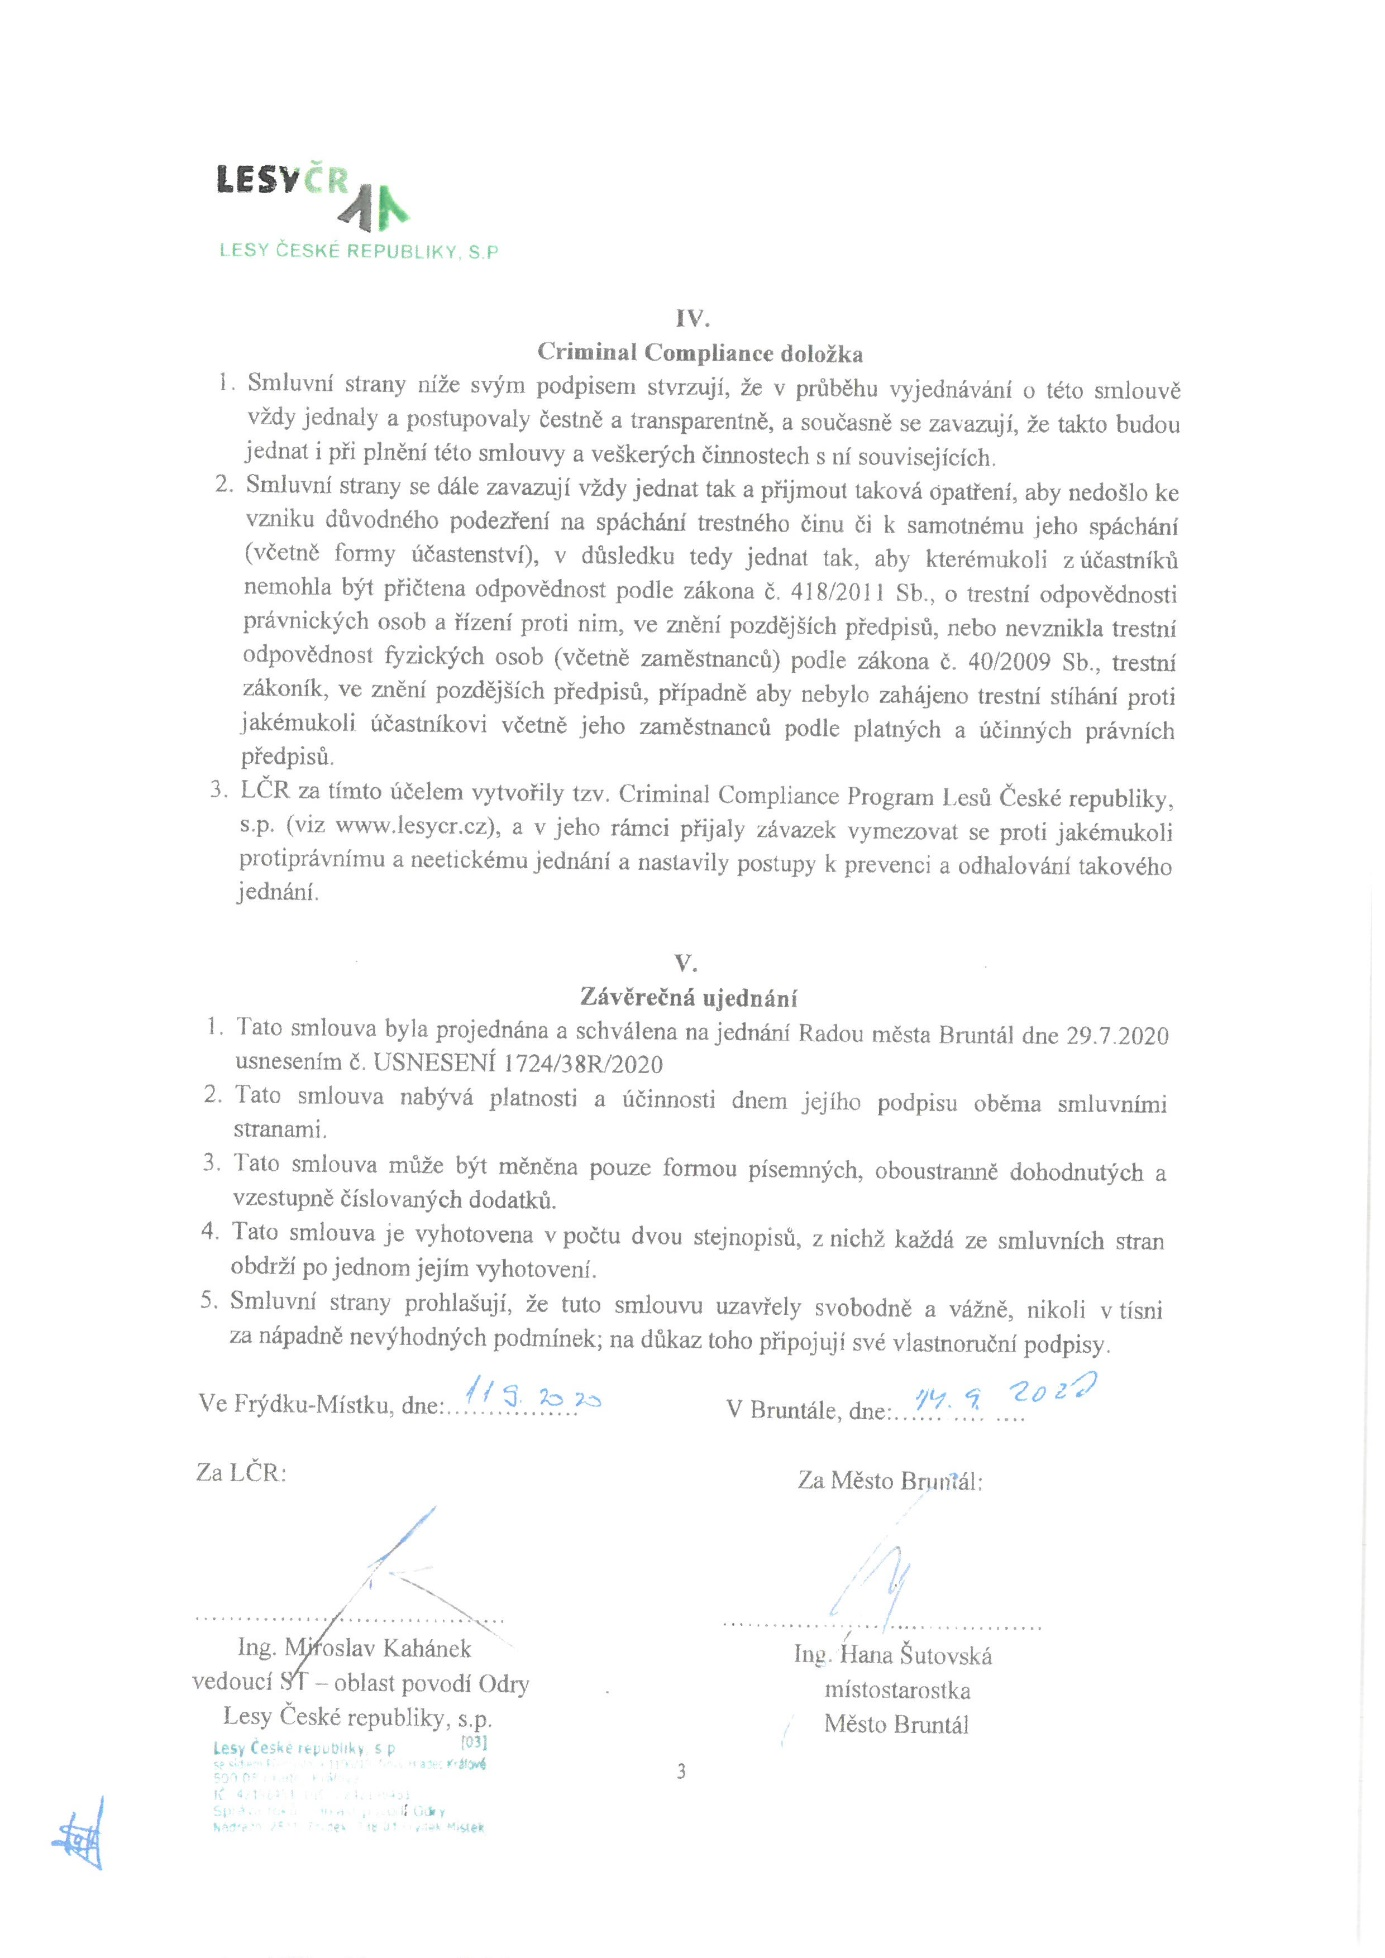 LESY ČR
LESY ČESKÉ REPUBLIKY, S.P
IV.
Criminal Compliance doložka
1. Smluvní strany níže svým podpisem stvrzují, že v průběhu vyjednávání o této smlouvě
vždy jednaly a postupovaly čestně a transparentně, a současně se zavazují, že takto budou
jednat i při plnění této smlouvy a veškerých činnostech s ní souvisejících.
2. Smluvní strany se dále zavazují vždy jednat tak a přijmout taková opatření, aby nedošlo ke
vzniku důvodného podezření na spáchání trestného činu či k samotnému jeho spáchání
(včetně formy účastenství), v důsledku tedy jednat tak, aby kterémukoli z účastníků
nemohla být přičtena odpovědnost podle zákona č. 418/2011 Sb., o trestní odpovědnosti
právnických osob a řízení proti nim, ve znění pozdějších předpisů, nebo nevznikla trestní
odpovědnost fyzických osob (včetně zaměstnanců) podle zákona č. 40/2009 Sb., trestní
zákoník, ve znění pozdějších předpisů, případně aby nebylo zahájeno trestní stíhání proti
jakémukoli účastníkovi včetně jeho zaměstnanců podle platných a účinných právních
předpisů.
3. LČR za tímto účelem vytvořily tzv. Criminal Compliance Program Lesů České republiky,
s.p. (viz www.lesycr.cz), a v jeho rámci přijaly závazek vymezovat se proti jakémukoli
protiprávnímu a neetickému jednání a nastavily postupy k prevenci a odhalování takového
jednání.
V.
Závěrečná ujednání
1. Tato smlouva byla projednána a schválena na jednání Radou města Bruntál dne 29.7.2020
usnesením č. USNESENÍ 1724/38R/2020
2. Tato smlouva nabývá platnosti a účinnosti dnem jejího podpisu oběma smluvními
stranami.
3. Tato smlouva může být měněna pouze formou písemných, oboustranně dohodnutých a
vzestupně číslovaných dodatků.
4. Tato smlouva je vyhotovena v počtu dvou stejnopisů, z nichž každá ze smluvních stran
obdrží po jednom jejím vyhotovení.
5. Smluvní strany prohlašují, že tuto smlouvu uzavřely svobodně a vážně, nikoli v tísni
za nápadně nevýhodných podmínek; na důkaz toho připojují své vlastnoruční podpisy.
Ve Frýdku-Místku, dne: 11 9. 2020
V Bruntále, dne: 14. 9. 2020
Za LČR:
Za Město Bruntál:
Ing. Miroslav Kahánek
vedoucí ST – oblast povodí Odry
Lesy České republiky, s.p.
Ing. Hana Šutovská
místostarostka
Město Bruntál
Lesy České republiky, s p [03]
Králové
Odry
Místek
3